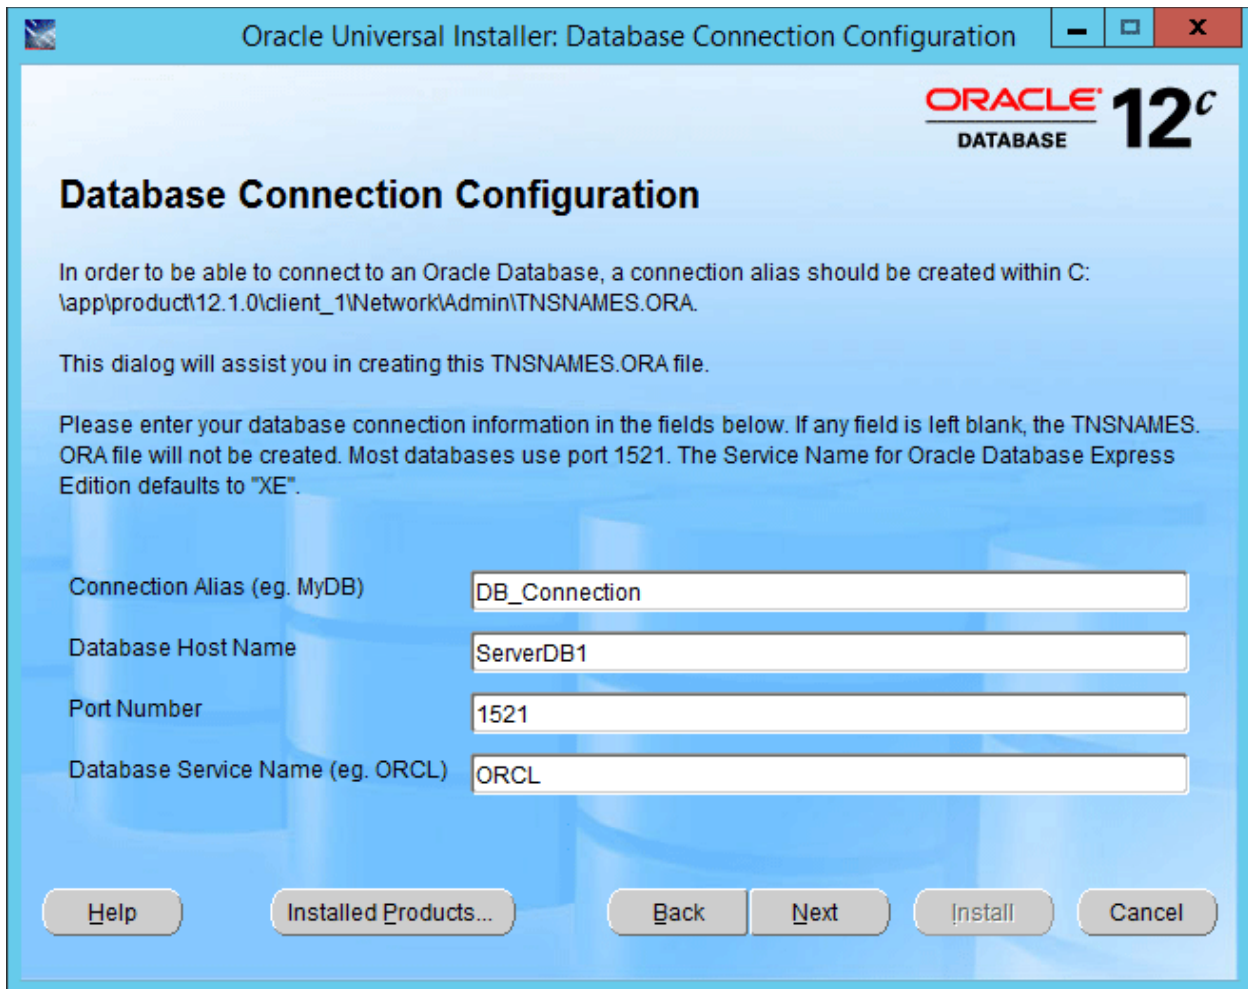 Oracle Universal Installer: Database Connection Configuration
ORACLE
DATABASE
12c
Database Connection Configuration
In order to be able to connect to an Oracle Database, a connection alias should be created within C:
\app\product\12.1.0\client_1\Network\Admin\TNSNAMES.ORA.
This dialog will assist you in creating this TNSNAMES.ORA file.
Please enter your database connection information in the fields below. If any field is left blank, the TNSNAMES.
ORA file will not be created. Most databases use port 1521. The Service Name for Oracle Database Express
Edition defaults to "XE".
Connection Alias (eg. MyDB) DB_Connection
Database Host Name ServerDB1
Port Number 1521
Database Service Name (eg. ORCL) ORCL
Help Installed Products... Back Next Install Cancel